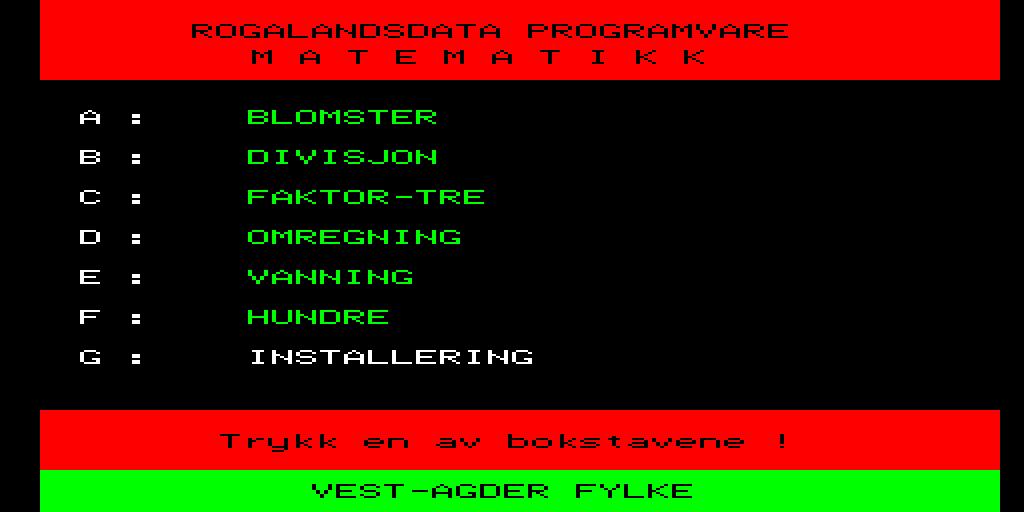 ROGALANDSDATA PROGRAMVARE
M A T E M A T I K K
A : BLOMSTER
B : DIVISJON
C : FAKTOR-TRE
D : OMREGNING
E : VANNING
F : HUNDRE
G : INSTALLERING
Trykk en av bokstavene !
VEST-AGDER FYLKE